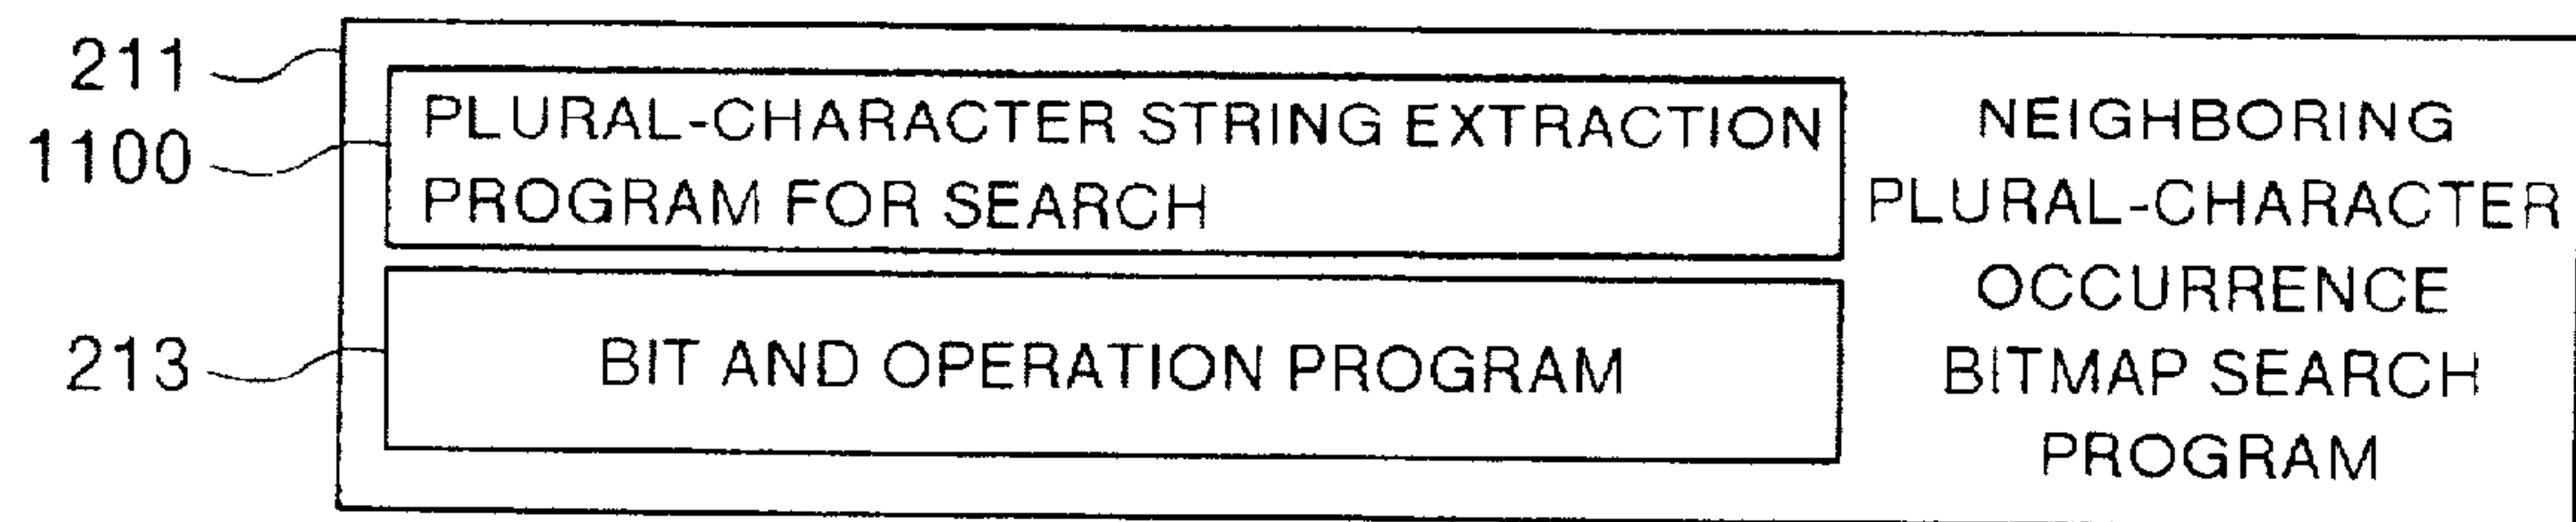 211
1100
213
PLURAL-CHARACTER STRING EXTRACTION
PROGRAM FOR SEARCH
BIT AND OPERATION PROGRAM
NEIGHBORING
PLURAL-CHARACTER
OCCURRENCE
BITMAP SEARCH
PROGRAM